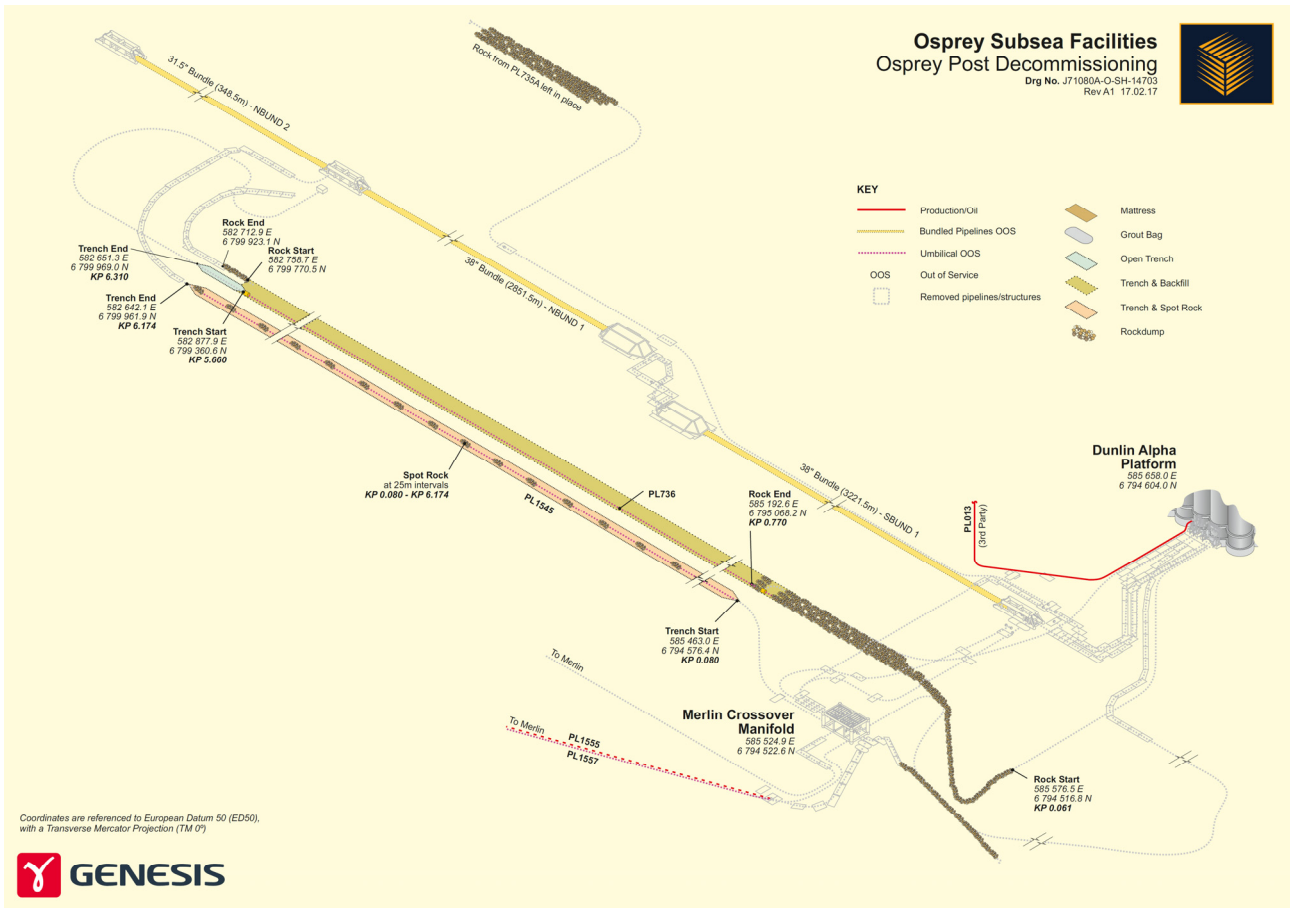 Osprey Subsea Facilities
Osprey Post Decommissioning
Drg No. J71080A-O-SH-14703
Rev A1 17.02.17
Rock from PL735A left in place
31.5" Bundle (348.5m) - NBUND 2
38" Bundle (2851.5m) - NBUND 1
38" Bundle (3221.5m) - SBUND 1
KEY
Production/Oil
Bundled Pipelines OOS
Umbilical OOS
OOS Out of Service
Removed pipelines/structures
Mattress
Grout Bag
Open Trench
Trench & Backfill
Trench & Spot Rock
Rockdump
Rock End
582 712.9 E
6 799 923.1 N
Rock Start
582 758.7 E
6 799 770.5 N
Trench End
582 651.3 E
6 799 969.0 N
KP 6.310
Trench End
582 642.1 E
6 799 961.9 N
KP 6.174
Trench Start
582 877.9 E
6 799 360.6 N
KP 5.660
Spot Rock
at 25m intervals
KP 0.080 - KP 6.174
PL1545
PL736
Rock End
585 192.6 E
6 795 068.2 N
KP 0.770
PL013
(3rd Party)
Dunlin Alpha
Platform
585 658.0 E
6 794 604.0 N
Trench Start
585 463.0 E
6 794 576.4 N
KP 0.080
To Merlin
To Merlin
PL1555
PL1557
Merlin Crossover
Manifold
585 524.9 E
6 794 522.6 N
Rock Start
585 576.5 E
6 794 516.8 N
KP 0.061
Coordinates are referenced to European Datum 50 (ED50),
with a Transverse Mercator Projection (TM 0º)
GENESIS